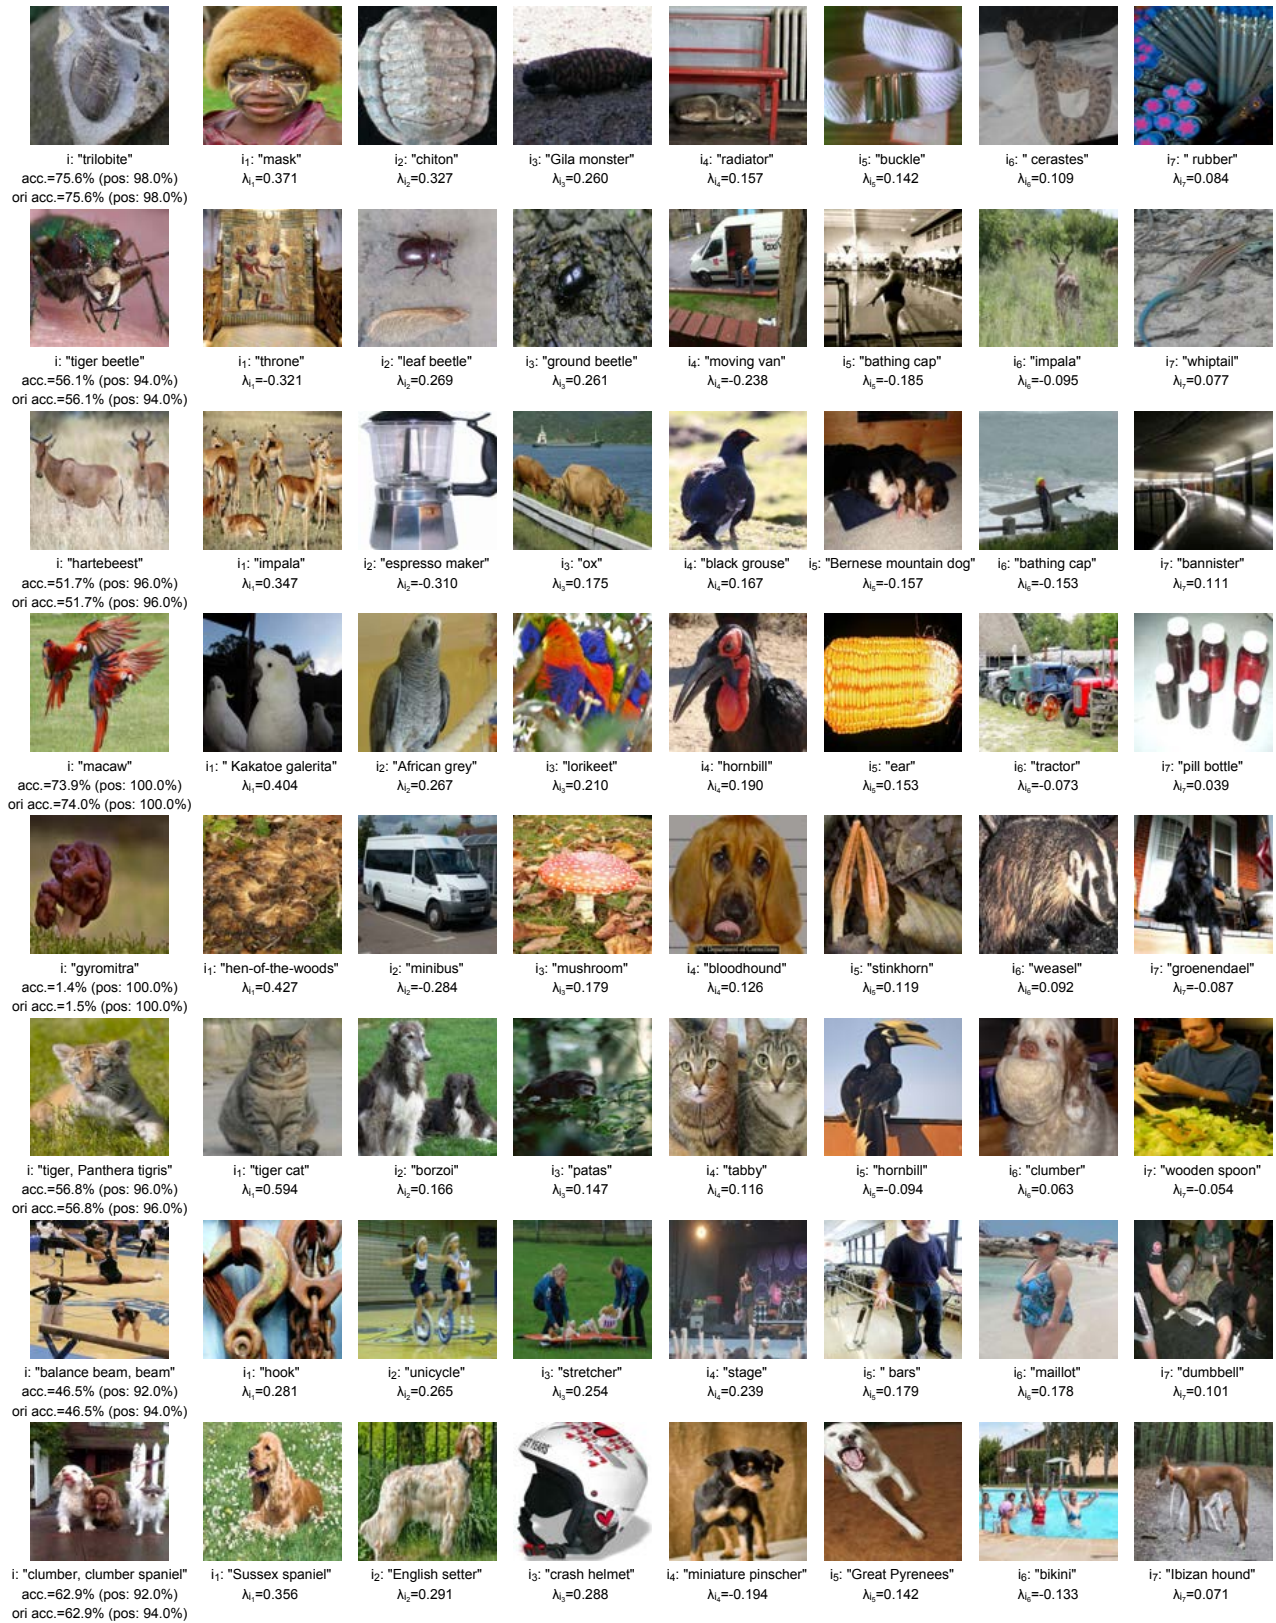 i: "trilobite"
acc.=75.6% (pos: 98.0%)
ori acc.=75.6% (pos: 98.0%)
i₁: "mask"
λᵢ₁=0.371
i₂: "chiton"
λᵢ₂=0.327
i₃: "Gila monster"
λᵢ₃=0.260
i₄: "radiator"
λᵢ₄=0.157
i₅: "buckle"
λᵢ₅=0.142
i₆: " cerastes"
λᵢ₆=0.109
i₇: " rubber"
λᵢ₇=0.084
i: "tiger beetle"
acc.=56.1% (pos: 94.0%)
ori acc.=56.1% (pos: 94.0%)
i₁: "throne"
λᵢ₁=-0.321
i₂: "leaf beetle"
λᵢ₂=0.269
i₃: "ground beetle"
λᵢ₃=0.261
i₄: "moving van"
λᵢ₄=-0.238
i₅: "bathing cap"
λᵢ₅=-0.185
i₆: "impala"
λᵢ₆=-0.095
i₇: "whiptail"
λᵢ₇=0.077
i: "hartebeest"
acc.=51.7% (pos: 96.0%)
ori acc.=51.7% (pos: 96.0%)
i₁: "impala"
λᵢ₁=0.347
i₂: "espresso maker"
λᵢ₂=-0.310
i₃: "ox"
λᵢ₃=0.175
i₄: "black grouse"
λᵢ₄=0.167
i₅: "Bernese mountain dog"
λᵢ₅=-0.157
i₆: "bathing cap"
λᵢ₆=-0.153
i₇: "bannister"
λᵢ₇=0.111
i: "macaw"
acc.=73.9% (pos: 100.0%)
ori acc.=74.0% (pos: 100.0%)
i₁: " Kakatoe galerita"
λᵢ₁=0.404
i₂: "African grey"
λᵢ₂=0.267
i₃: "lorikeet"
λᵢ₃=0.210
i₄: "hornbill"
λᵢ₄=0.190
i₅: "ear"
λᵢ₅=0.153
i₆: "tractor"
λᵢ₆=-0.073
i₇: "pill bottle"
λᵢ₇=0.039
i: "gyromitra"
acc.=1.4% (pos: 100.0%)
ori acc.=1.5% (pos: 100.0%)
i₁: "hen-of-the-woods"
λᵢ₁=0.427
i₂: "minibus"
λᵢ₂=-0.284
i₃: "mushroom"
λᵢ₃=0.179
i₄: "bloodhound"
λᵢ₄=0.126
i₅: "stinkhorn"
λᵢ₅=0.119
i₆: "weasel"
λᵢ₆=0.092
i₇: "groenendael"
λᵢ₇=-0.087
i: "tiger, Panthera tigris"
acc.=56.8% (pos: 96.0%)
ori acc.=56.8% (pos: 96.0%)
i₁: "tiger cat"
λᵢ₁=0.594
i₂: "borzoi"
λᵢ₂=0.166
i₃: "patas"
λᵢ₃=0.147
i₄: "tabby"
λᵢ₄=0.116
i₅: "hornbill"
λᵢ₅=-0.094
i₆: "clumber"
λᵢ₆=0.063
i₇: "wooden spoon"
λᵢ₇=-0.054
i: "balance beam, beam"
acc.=46.5% (pos: 92.0%)
ori acc.=46.5% (pos: 94.0%)
i₁: "hook"
λᵢ₁=0.281
i₂: "unicycle"
λᵢ₂=0.265
i₃: "stretcher"
λᵢ₃=0.254
i₄: "stage"
λᵢ₄=0.239
i₅: " bars"
λᵢ₅=0.179
i₆: "maillot"
λᵢ₆=0.178
i₇: "dumbbell"
λᵢ₇=0.101
i: "clumber, clumber spaniel"
acc.=62.9% (pos: 92.0%)
ori acc.=62.9% (pos: 94.0%)
i₁: "Sussex spaniel"
λᵢ₁=0.356
i₂: "English setter"
λᵢ₂=0.291
i₃: "crash helmet"
λᵢ₃=0.288
i₄: "miniature pinscher"
λᵢ₄=-0.194
i₅: "Great Pyrenees"
λᵢ₅=0.142
i₆: "bikini"
λᵢ₆=-0.133
i₇: "Ibizan hound"
λᵢ₇=0.071